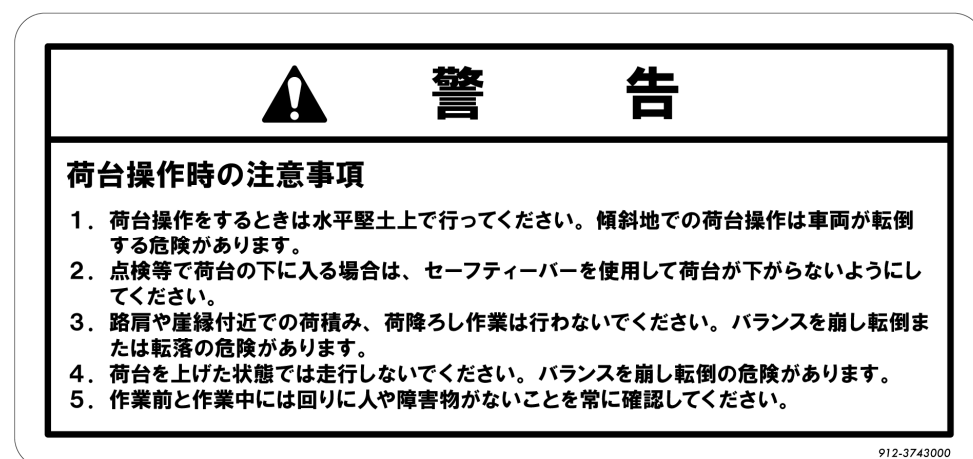 警 告
荷台操作時の注意事項
1．荷台操作をするときは水平堅土上で行ってください。傾斜地での荷台操作は車両が転倒
する危険があります。
2．点検等で荷台の下に入る場合は、セーフティーバーを使用して荷台が下がらないようにし
てください。
3．路肩や崖縁付近での荷積み、荷降ろし作業は行わないでください。バランスを崩し転倒ま
たは転落の危険があります。
4．荷台を上げた状態では走行しないでください。バランスを崩し転倒の危険があります。
5．作業前と作業中には回りに人や障害物がないことを常に確認してください。
912-3743000